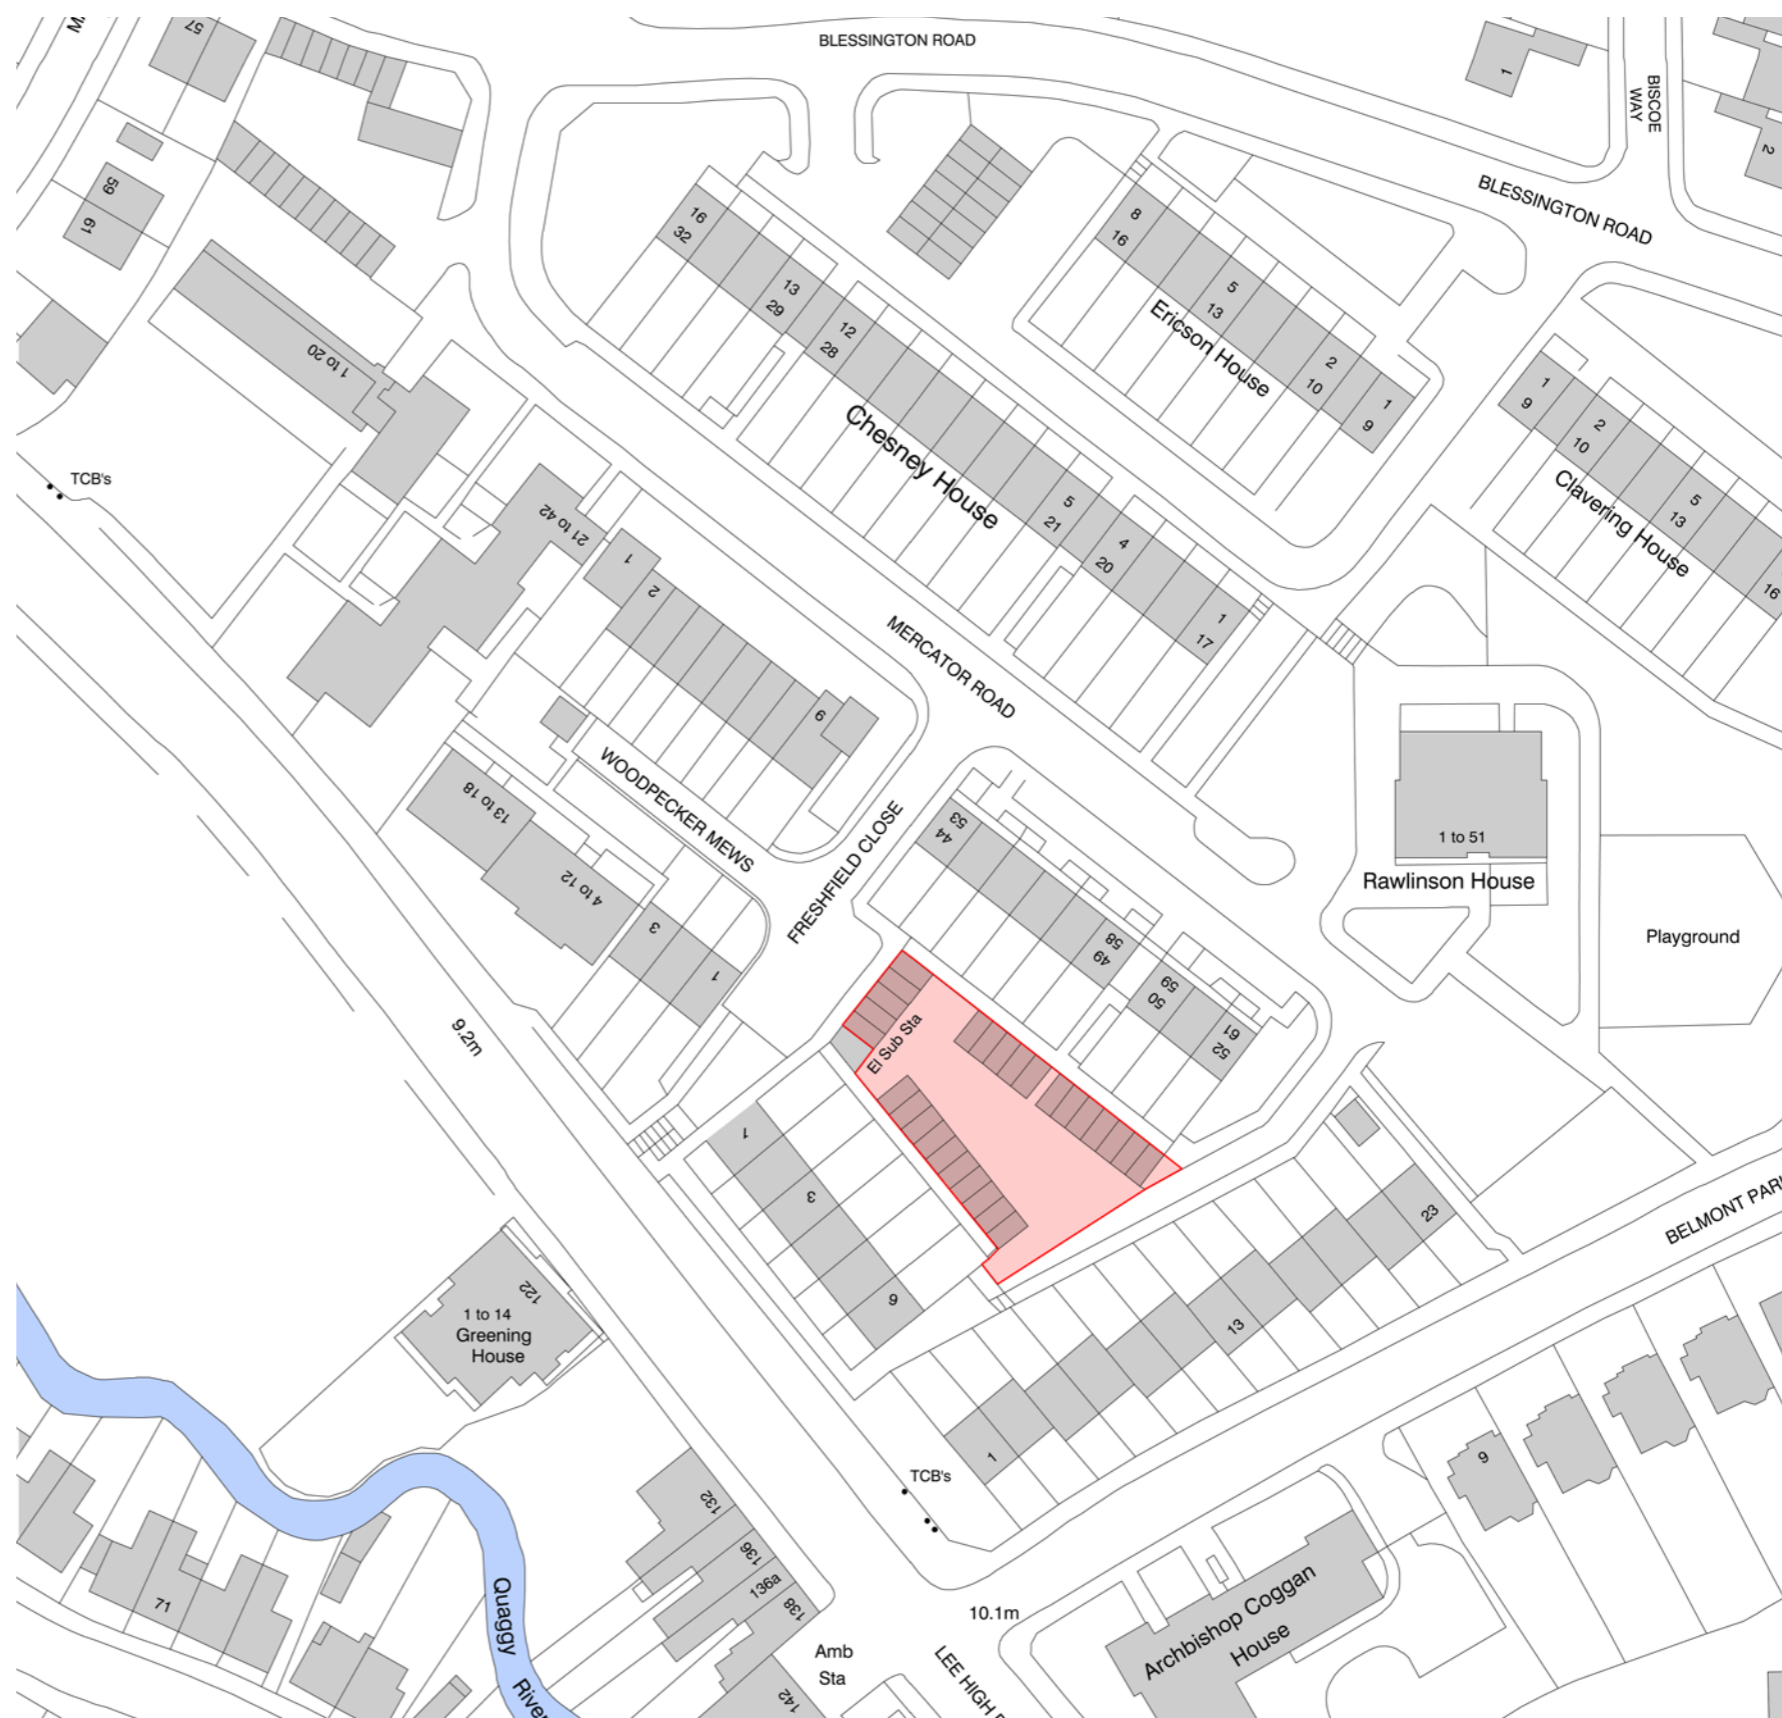 57
BLESSINGTON ROAD
1
BISCOE
WAY
2
59
61
BLESSINGTON ROAD
16
32
13
29
12
28
8
16
5
13
2
10
1
9
Ericson House
1
9
2
10
5
13
16
Clavering House
1 to 20
TCB's
Chesney House
5
21
4
20
1
17
21 to 42
1
2
9
MERCATOR ROAD
WOODPECKER MEWS
13 to 18
4 to 12
3
1
FRESHFIELD CLOSE
53
44
58
49
59
50
61
52
1 to 51
Rawlinson House
Playground
9.2m
El Sub Sta
1
3
6
23
13
1
BELMONT PARK
122
1 to 14
Greening
House
TCB's
9
132
136
136a
138
142
71
Quaggy
River
10.1m
Amb
Sta
LEE HIGH
Archbishop Coggan
House